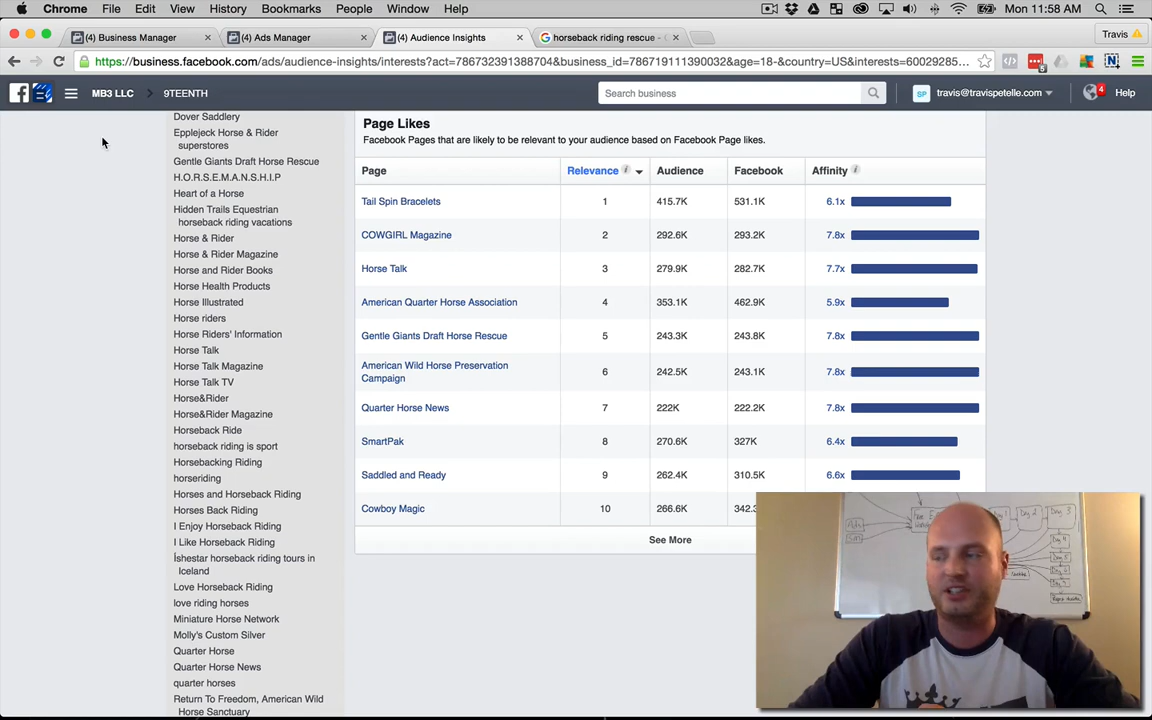 Chrome File Edit View History Bookmarks People Window Help Mon 11:58 AM
(4) Business Manager × (4) Ads Manager × (4) Audience Insights × horseback riding rescue - × Travis
https://business.facebook.com/ads/audience-insights/interests?act=786732391388704&business_id=786719111390032&age=18-&country=US&interests=60029285…
MB3 LLC > 9TEENTH Search business SP travis@travispetelle.com 4 Help
Dover Saddlery
Epplejeck Horse & Rider
superstores
Gentle Giants Draft Horse Rescue
H.O.R.S.E.M.A.N.S.H.I.P
Heart of a Horse
Hidden Trails Equestrian
horseback riding vacations
Horse & Rider
Horse & Rider Magazine
Horse and Rider Books
Horse Health Products
Horse Illustrated
Horse riders
Horse Riders' Information
Horse Talk
Horse Talk Magazine
Horse Talk TV
Horse&Rider
Horse&Rider Magazine
Horseback Ride
horseback riding is sport
Horsebacking Riding
horseriding
Horses and Horseback Riding
Horses Back Riding
I Enjoy Horseback Riding
I Like Horseback Riding
Íshestar horseback riding tours in
Iceland
Love Horseback Riding
love riding horses
Miniature Horse Network
Molly's Custom Silver
Quarter Horse
Quarter Horse News
quarter horses
Return To Freedom, American Wild
Horse Sanctuary
Page Likes
Facebook Pages that are likely to be relevant to your audience based on Facebook Page likes.
Page Relevance Audience Facebook Affinity
Tail Spin Bracelets 1 415.7K 531.1K 6.1x
COWGIRL Magazine 2 292.6K 293.2K 7.8x
Horse Talk 3 279.9K 282.7K 7.7x
American Quarter Horse Association 4 353.1K 462.9K 5.9x
Gentle Giants Draft Horse Rescue 5 243.3K 243.8K 7.8x
American Wild Horse Preservation
Campaign 6 242.5K 243.1K 7.8x
Quarter Horse News 7 222K 222.2K 7.8x
SmartPak 8 270.6K 327K 6.4x
Saddled and Ready 9 262.4K 310.5K 6.6x
Cowboy Magic 10 266.6K 342.
See More
Day 2
Day 3
Day 4